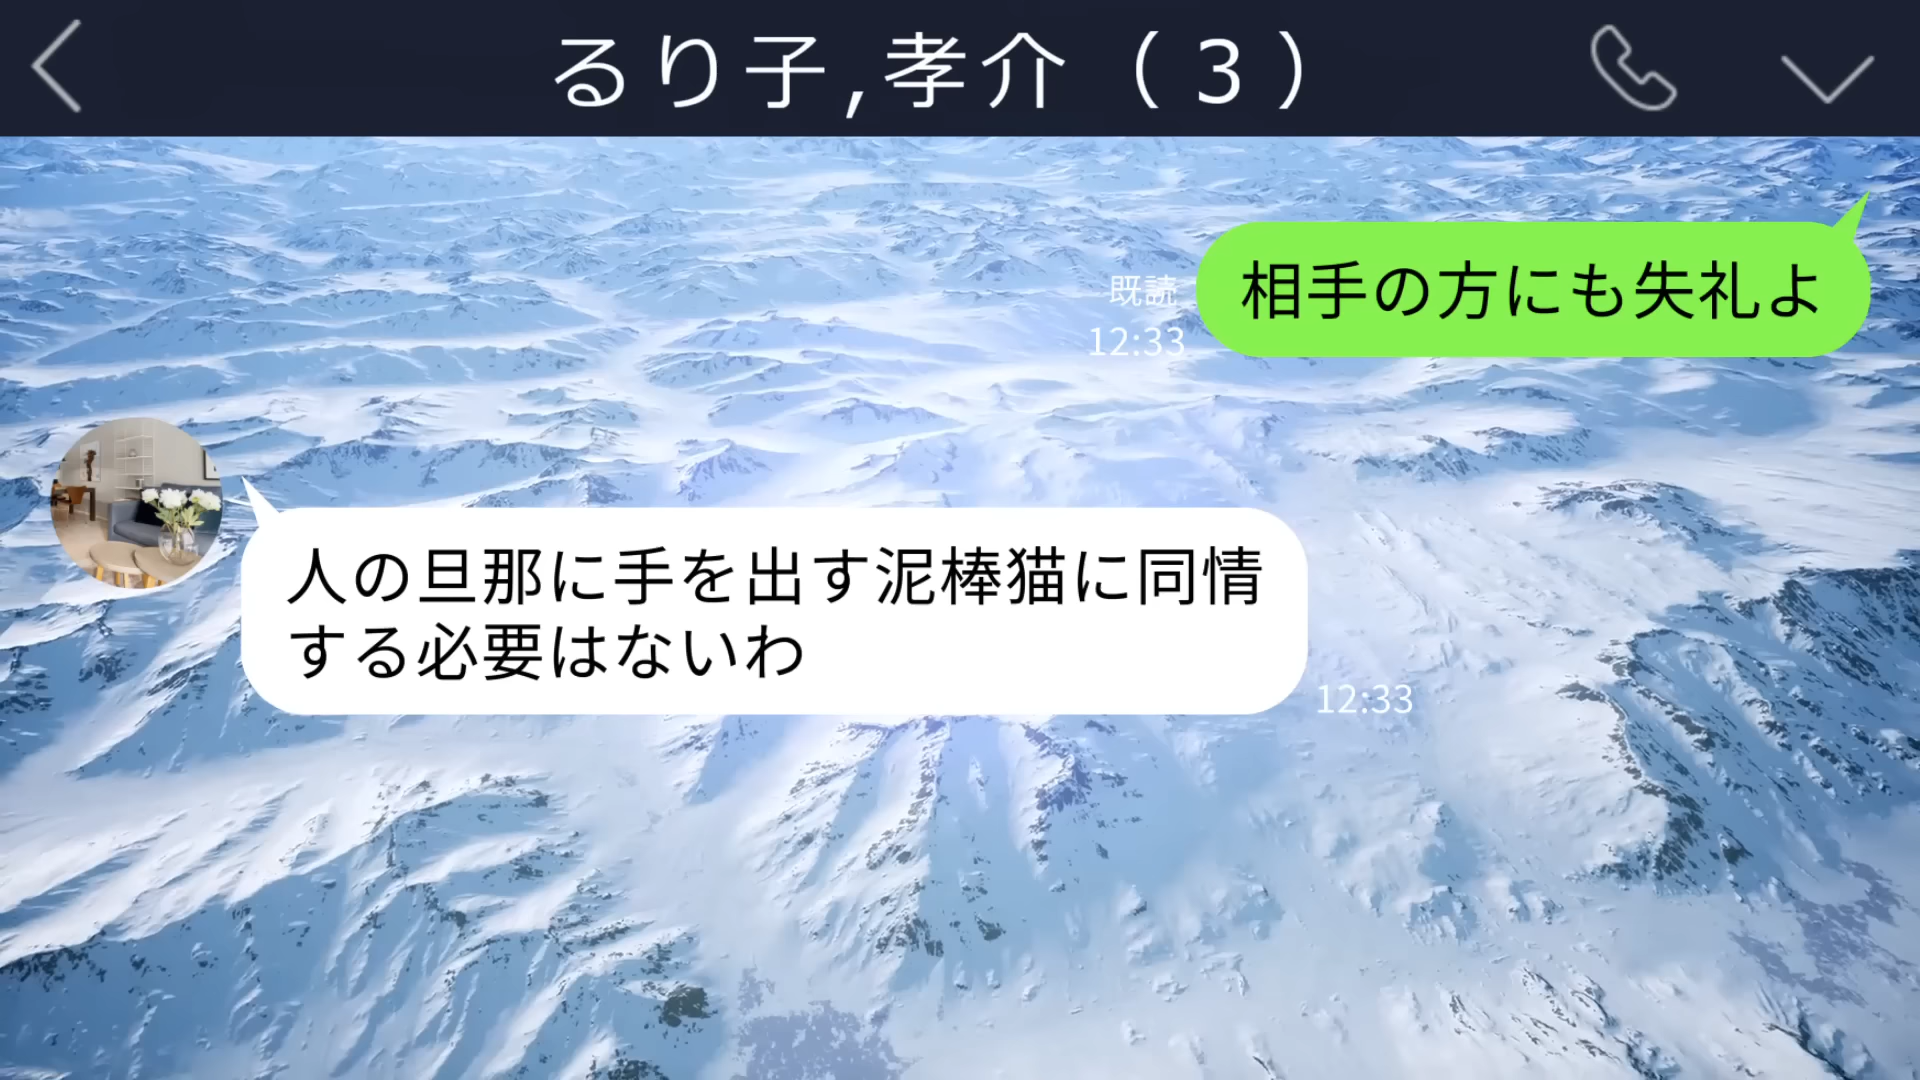 るり子,孝介（3）
相手の方にも失礼よ
既読
12:33
人の旦那に手を出す泥棒猫に同情
する必要はないわ
12:33